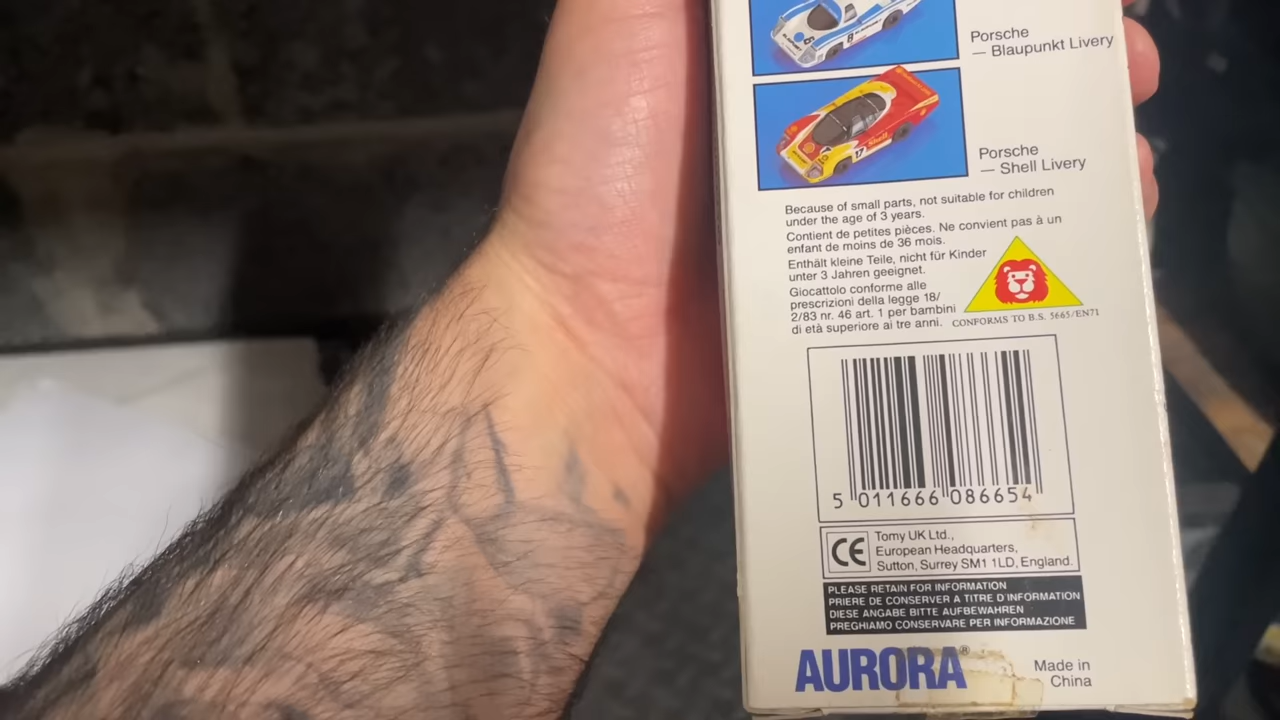 Porsche
— Blaupunkt Livery
Porsche
— Shell Livery
Because of small parts, not suitable for children
under the age of 3 years.
Contient de petites pièces. Ne convient pas à un
enfant de moins de 36 mois.
Enthält kleine Teile, nicht für Kinder
unter 3 Jahren geeignet.
Giocattolo conforme alle
prescrizioni della legge 18/
2/83 nr. 46 art. 1 per bambini
di età superiore ai tre anni.
CONFORMS TO B.S. 5665/EN71
5 011666 086654
CE
Tomy UK Ltd.,
European Headquarters,
Sutton, Surrey SM1 1LD, England.
PLEASE RETAIN FOR INFORMATION
PRIERE DE CONSERVER A TITRE D'INFORMATION
DIESE ANGABE BITTE AUFBEWAHREN
PREGHIAMO CONSERVARE PER INFORMAZIONE
AURORA®
Made in
China